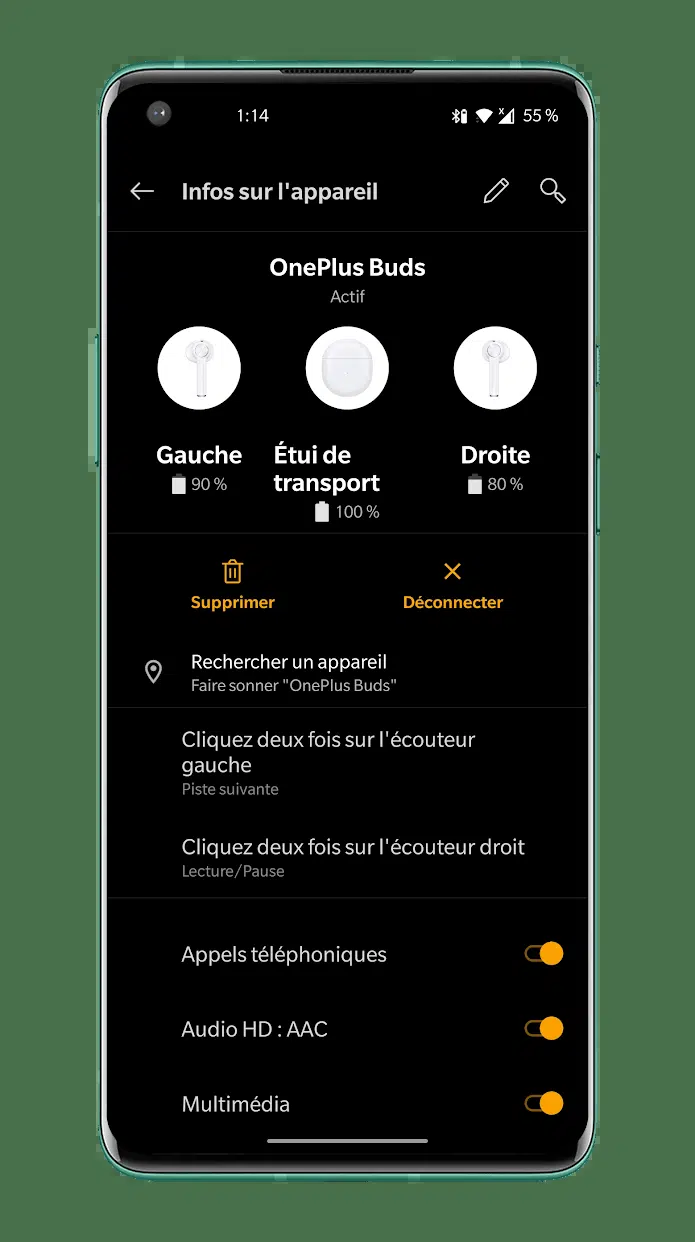 1:14
55 %
Infos sur l'appareil
OnePlus Buds
Actif
Gauche
90 %
Étui de
transport
100 %
Droite
80 %
Supprimer
Déconnecter
Rechercher un appareil
Faire sonner "OnePlus Buds"
Cliquez deux fois sur l'écouteur
gauche
Piste suivante
Cliquez deux fois sur l'écouteur droit
Lecture/Pause
Appels téléphoniques
Audio HD : AAC
Multimédia